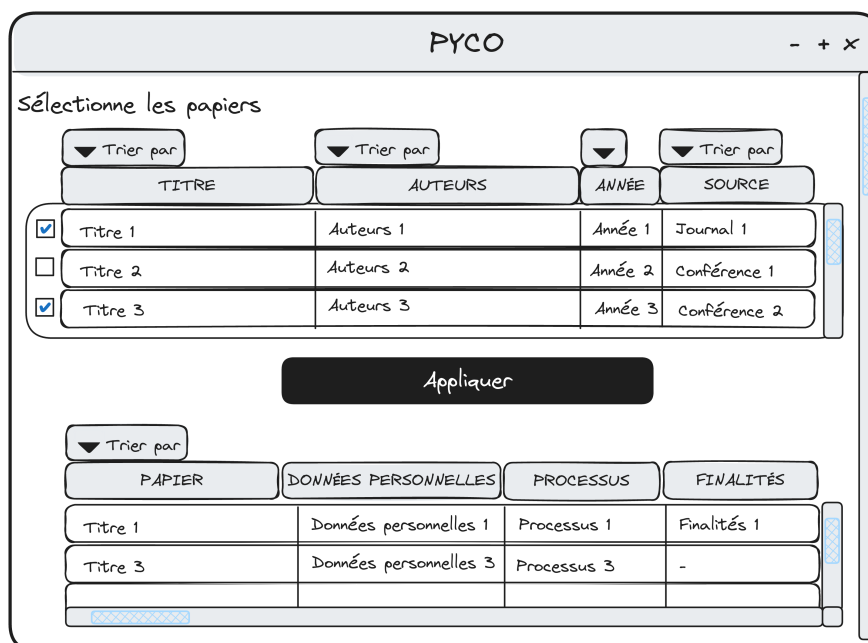 PYCO
- + ×
Sélectionne les papiers
Trier par Trier par Trier par
TITRE AUTEURS ANNÉE SOURCE
Titre 1 Auteurs 1 Année 1 Journal 1
Titre 2 Auteurs 2 Année 2 Conférence 1
Titre 3 Auteurs 3 Année 3 Conférence 2
Appliquer
Trier par
PAPIER DONNÉES PERSONNELLES PROCESSUS FINALITÉS
Titre 1 Données personnelles 1 Processus 1 Finalités 1
Titre 3 Données personnelles 3 Processus 3 -